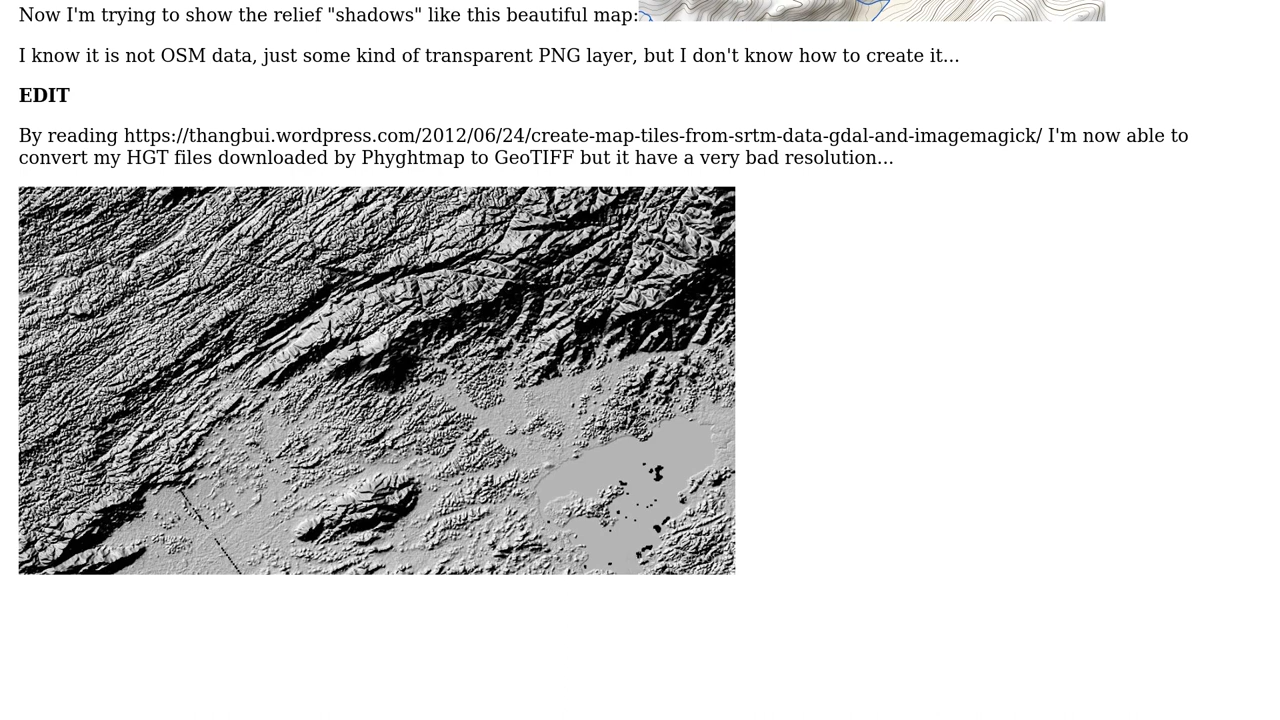 Now I'm trying to show the relief "shadows" like this beautiful map:
I know it is not OSM data, just some kind of transparent PNG layer, but I don't know how to create it...
EDIT
By reading https://thangbui.wordpress.com/2012/06/24/create-map-tiles-from-srtm-data-gdal-and-imagemagick/ I'm now able to
convert my HGT files downloaded by Phyghtmap to GeoTIFF but it have a very bad resolution...